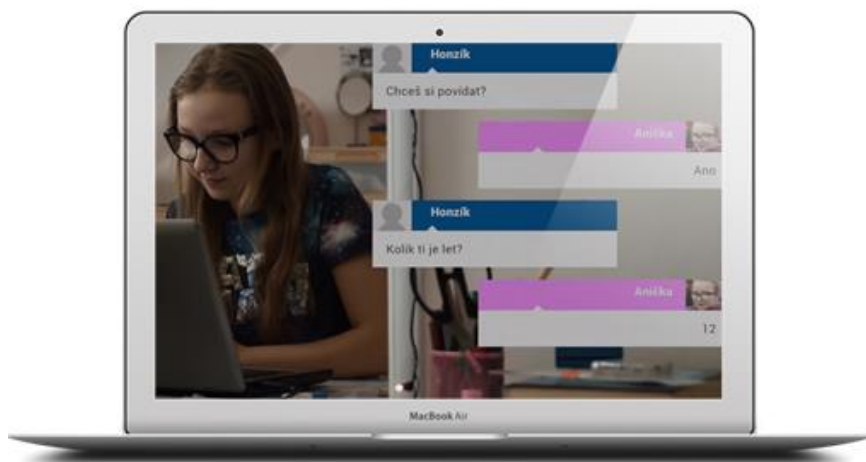 Honzík
Chceš si povídat?
Anička
Ano
Honzík
Kolik ti je let?
Anička
12
MacBook Air